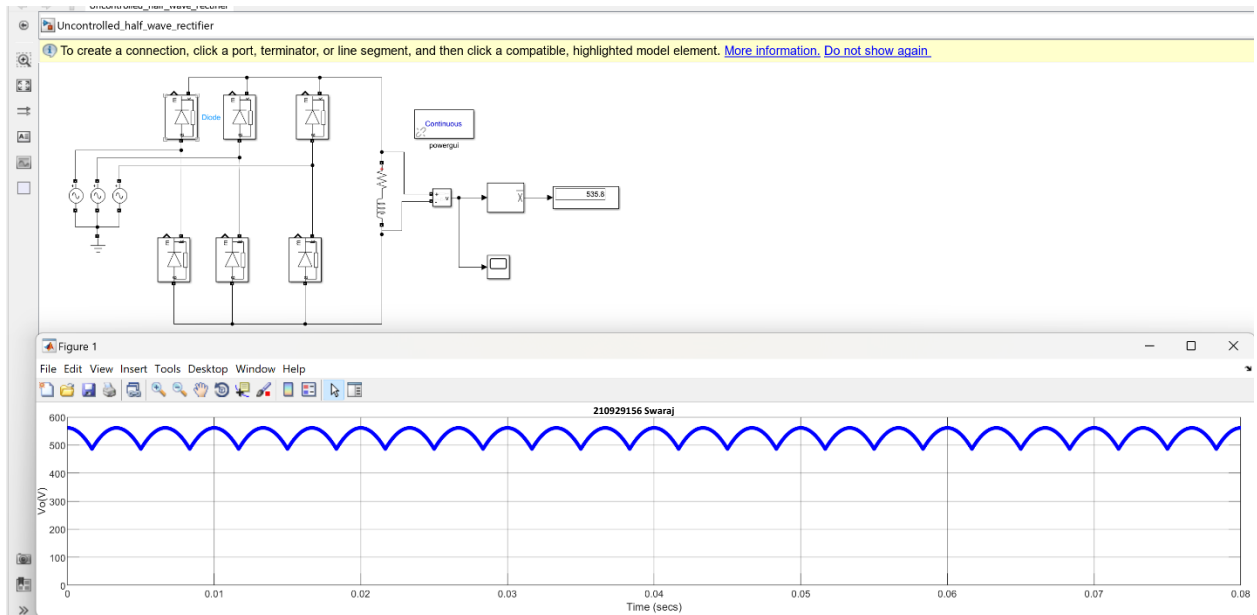 Uncontrolled_half_wave_rectifier
Uncontrolled_half_wave_rectifier
To create a connection, click a port, terminator, or line segment, and then click a compatible, highlighted model element. More information. Do not show again
Diode
Continuous
powergui
+
-
v
535.8
Figure 1
File Edit View Insert Tools Desktop Window Help
210929156 Swaraj
600
500
400
300
200
100
0
Vo(V)
0 0.01 0.02 0.03 0.04 0.05 0.06 0.07 0.08
Time (secs)